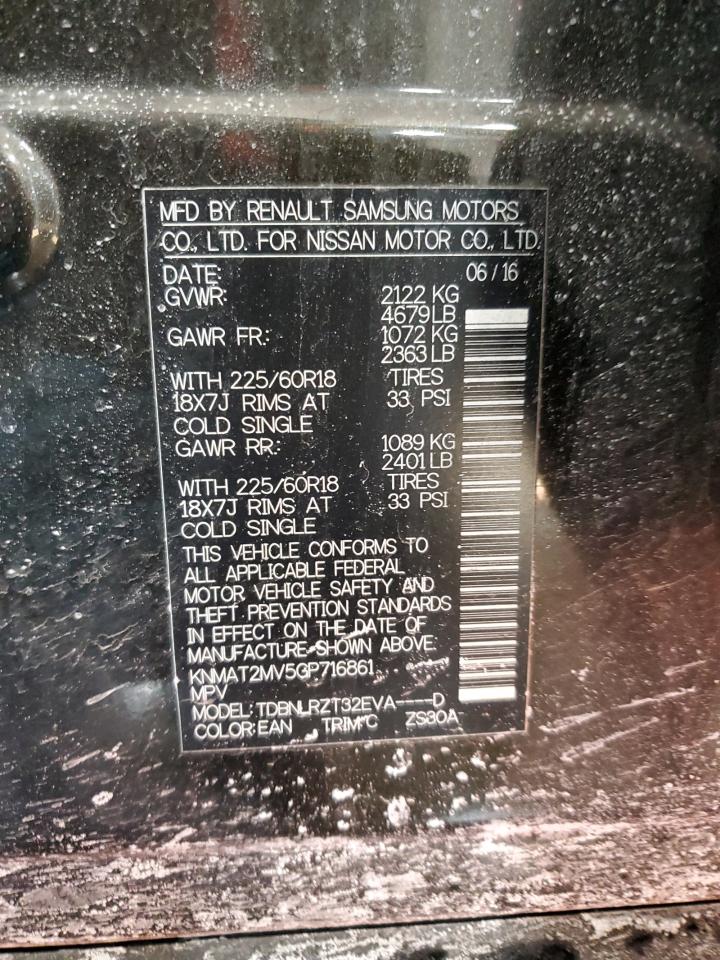 MFD BY RENAULT SAMSUNG MOTORS
CO., LTD. FOR NISSAN MOTOR CO., LTD.
DATE: 06 / 16
GVWR: 2122 KG
4679 LB
GAWR FR: 1072 KG
2363 LB
WITH 225/60R18 TIRES
18X7J RIMS AT 33 PSI
COLD SINGLE
GAWR RR: 1089 KG
2401 LB
WITH 225/60R18 TIRES
18X7J RIMS AT 33 PSI
COLD SINGLE
THIS VEHICLE CONFORMS TO
ALL APPLICABLE FEDERAL
MOTOR VEHICLE SAFETY AND
THEFT PREVENTION STANDARDS
IN EFFECT ON THE DATE OF
MANUFACTURE SHOWN ABOVE.
KNMAT2MV5GP716861
MPV
MODEL: TDBNLRZT32EVA----D
COLOR: EAN TRIM: C ZS30A